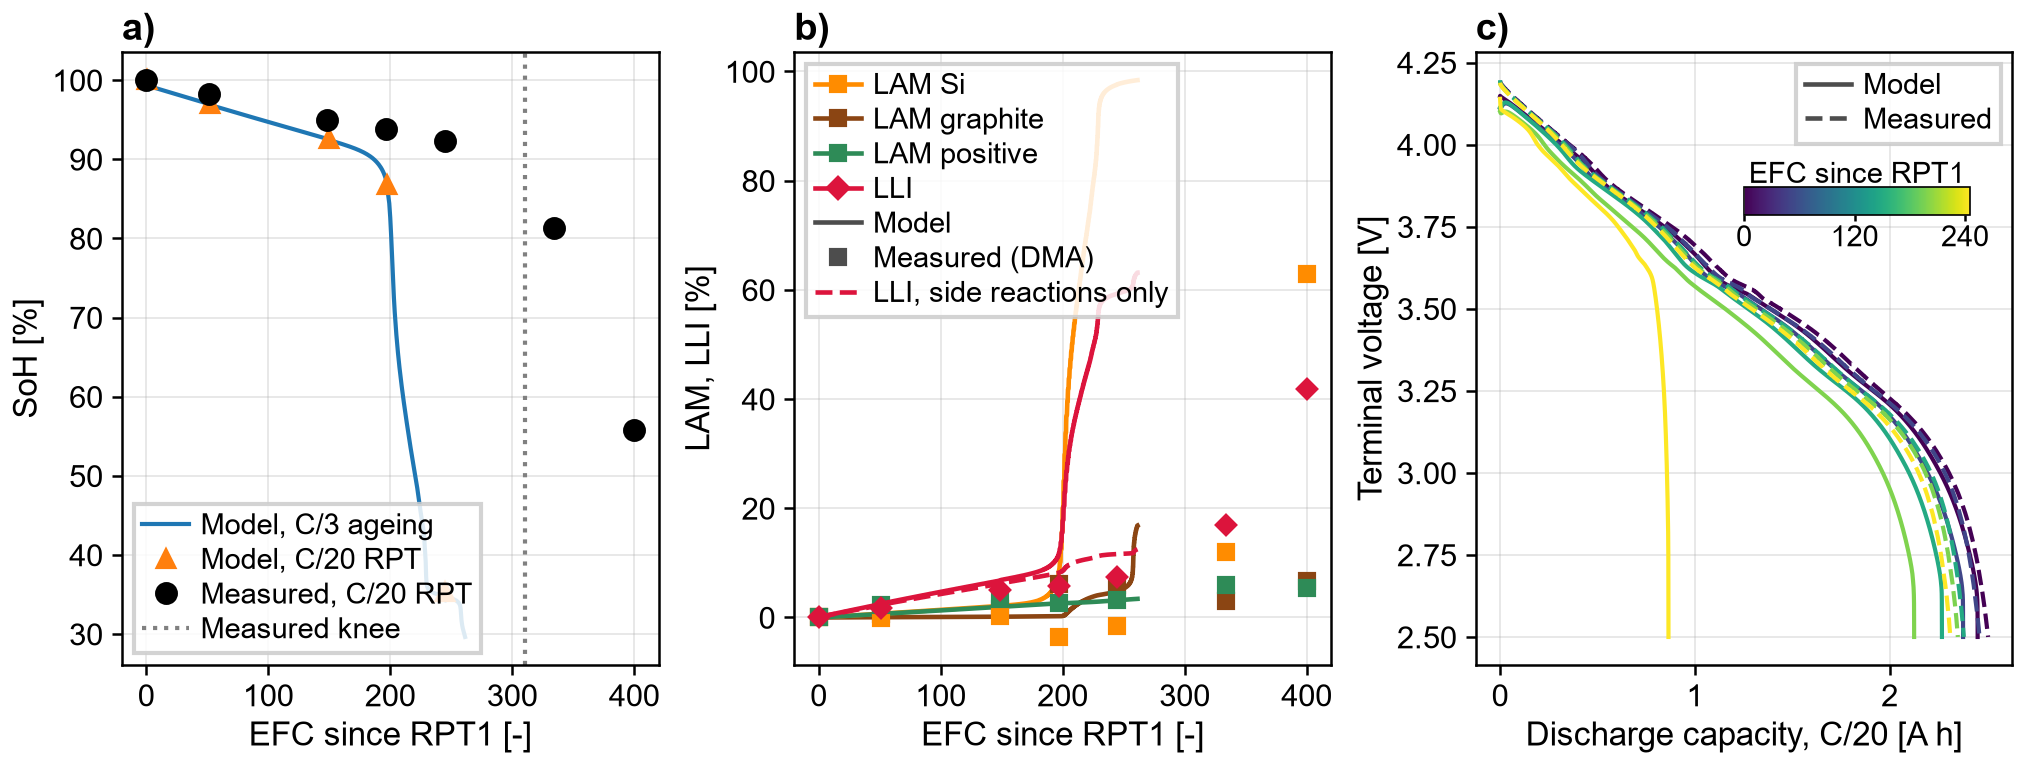 a)
100
90
80
70
60
50
40
30
SoH [%]
Model, C/3 ageing
Model, C/20 RPT
Measured, C/20 RPT
Measured knee
0 100 200 300 400
EFC since RPT1 [-]
b)
100
80
60
40
20
0
LAM, LLI [%]
LAM Si
LAM graphite
LAM positive
LLI
Model
Measured (DMA)
LLI, side reactions only
0 100 200 300 400
EFC since RPT1 [-]
c)
4.25
4.00
3.75
3.50
3.25
3.00
2.75
2.50
Terminal voltage [V]
Model
Measured
EFC since RPT1
0 120 240
0 1 2
Discharge capacity, C/20 [A h]